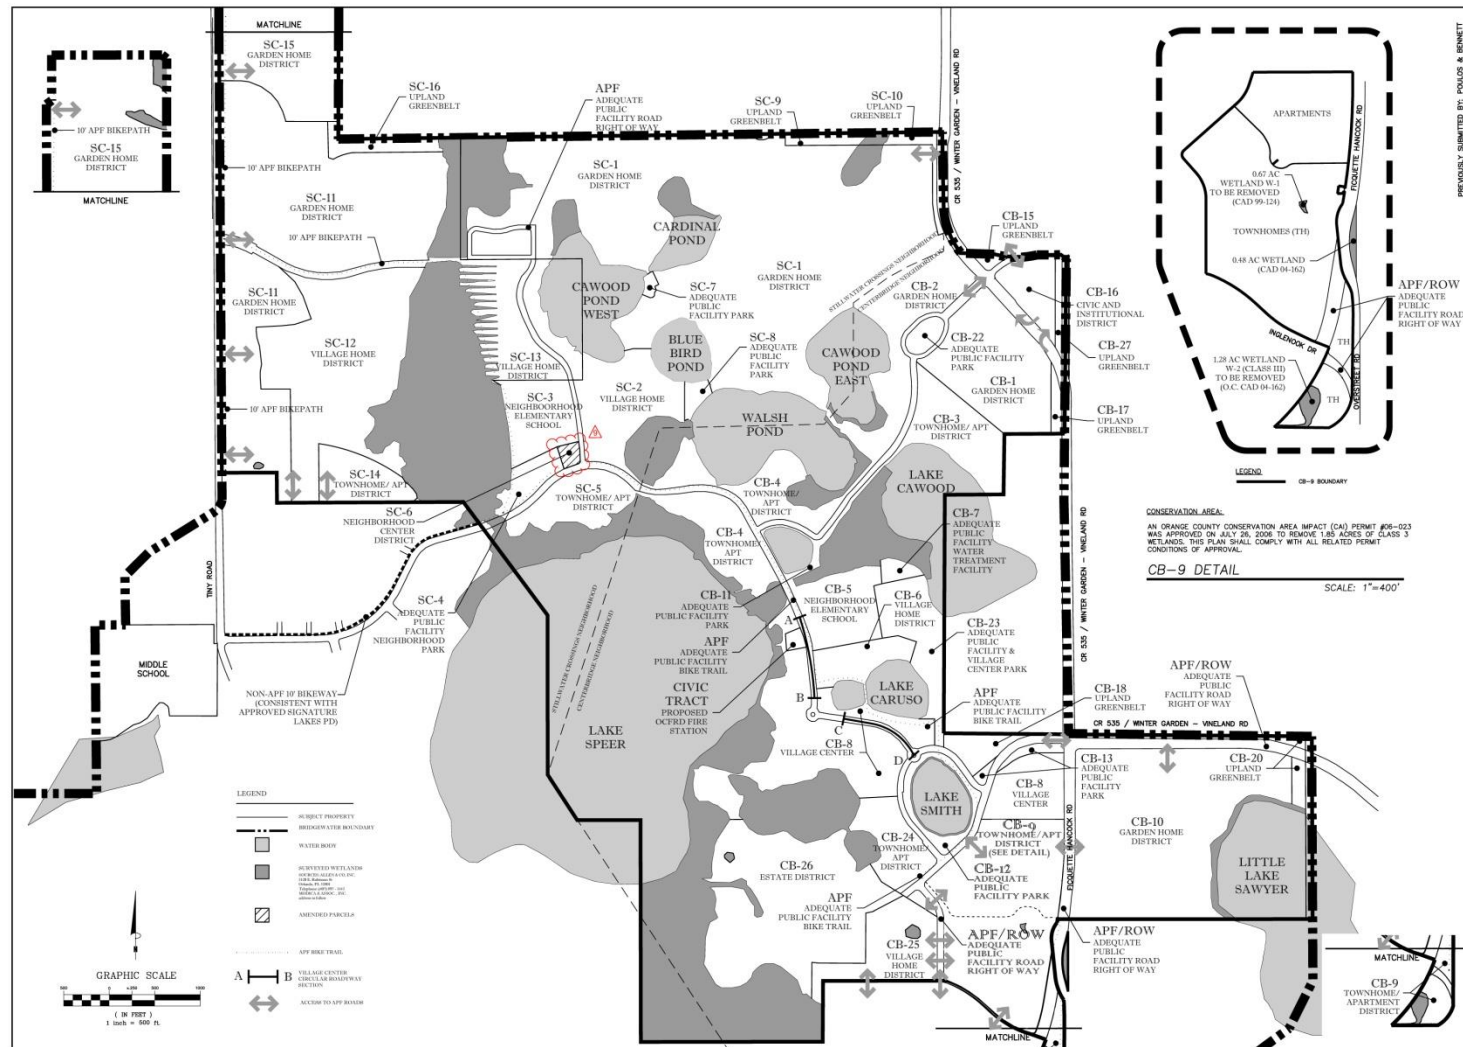 MATCHLINE
SC-15
GARDEN HOME
DISTRICT
10' APF BIKEPATH
SC-15
GARDEN HOME
DISTRICT
MATCHLINE
10' APF BIKEPATH
SC-16
UPLAND
GREENBELT
APF
ADEQUATE
PUBLIC
FACILITY ROAD
RIGHT OF WAY
SC-9
UPLAND
GREENBELT
SC-10
UPLAND
GREENBELT
CR 535 / WINTER GARDEN - VINELAND RD
SC-1
GARDEN HOME
DISTRICT
SC-11
GARDEN HOME
DISTRICT
10' APF BIKEPATH
CARDINAL
POND
SC-1
GARDEN HOME
DISTRICT
STILLWATER CROSSINGS NEIGHBORHOOD
CENTERBRIDGE NEIGHBORHOOD
CB-15
UPLAND
GREENBELT
CAWOOD
POND
WEST
SC-7
ADEQUATE
PUBLIC
FACILITY PARK
CB-2
GARDEN HOME
DISTRICT
CB-16
CIVIC AND
INSTITUTIONAL
DISTRICT
SC-11
GARDEN HOME
DISTRICT
SC-12
VILLAGE HOME
DISTRICT
SC-13
VILLAGE HOME
DISTRICT
BLUE
BIRD
POND
SC-8
ADEQUATE
PUBLIC
FACILITY
PARK
CAWOOD
POND
EAST
CB-22
ADEQUATE
PUBLIC FACILITY
PARK
CB-27
UPLAND
GREENBELT
CB-1
GARDEN HOME
DISTRICT
10' APF BIKEPATH
SC-3
NEIGHBOORHOOD
ELEMENTARY
SCHOOL
SC-2
VILLAGE HOME
DISTRICT
WALSH
POND
CB-3
TOWNHOME/ APT
DISTRICT
CB-17
UPLAND
GREENBELT
9
SC-14
TOWNHOME/ APT
DISTRICT
SC-5
TOWNHOME/ APT
DISTRICT
CB-4
TOWNHOME/
APT
DISTRICT
LAKE
CAWOOD
SC-6
NEIGHBORHOOD
CENTER
DISTRICT
CB-4
TOWNHOME/
APT
DISTRICT
CB-7
ADEQUATE
PUBLIC
FACILITY
WATER
TREATMENT
FACILITY
TINY ROAD
SC-4
ADEQUATE
PUBLIC
FACILITY
NEIGHBORHOOD
PARK
CB-11
ADEQUATE
PUBLIC FACILITY
PARK
CB-5
NEIGHBORHOOD
ELEMENTARY
SCHOOL
CB-6
VILLAGE
HOME
DISTRICT
CB-23
ADEQUATE
PUBLIC
FACILITY &
VILLAGE
CENTER PARK
CR 535 / WINTER GARDEN - VINELAND RD
A
APF
ADEQUATE
PUBLIC FACILITY
BIKE TRAIL
MIDDLE
SCHOOL
NON-APF 10' BIKEWAY
(CONSISTENT WITH
APPROVED SIGNATURE
LAKES PD)
STILLWATER CROSSINGS NEIGHBORHOOD
CENTERBRIDGE NEIGHBORHOOD
LAKE
SPEER
CIVIC
TRACT
PROPOSED
OCFRD FIRE
STATION
B
C
D
LAKE
CARUSO
APF
ADEQUATE
PUBLIC FACILITY
BIKE TRAIL
CB-18
UPLAND
GREENBELT
APF/ROW
ADEQUATE
PUBLIC
FACILITY ROAD
RIGHT OF WAY
CR 535 / WINTER GARDEN - VINELAND RD
CB-8
VILLAGE CENTER
CB-13
ADEQUATE
PUBLIC
FACILITY
PARK
CB-20
UPLAND
GREENBELT
CB-8
VILLAGE
CENTER
LAKE
SMITH
CB-9
TOWNHOME/APT
DISTRICT
(SEE DETAIL)
FICQUETTE HANCOCK RD
CB-10
GARDEN HOME
DISTRICT
LITTLE
LAKE
SAWYER
CB-24
TOWNHOME/
APT
DISTRICT
CB-26
ESTATE DISTRICT
CB-12
ADEQUATE
PUBLIC
FACILITY PARK
APF
ADEQUATE
PUBLIC FACILITY
BIKE TRAIL
CB-25
VILLAGE
HOME
DISTRICT
APF/ROW
ADEQUATE
PUBLIC
FACILITY ROAD
RIGHT OF WAY
APF/ROW
ADEQUATE
PUBLIC
FACILITY ROAD
RIGHT OF WAY
MATCHLINE
MATCHLINE
CB-9
TOWNHOME/
APARTMENT
DISTRICT
LEGEND
SUBJECT PROPERTY
BRIDGEWATER BOUNDARY
WATER BODY
SURVEYED WETLANDS
AMENDED PARCELS
APF BIKE TRAIL
A
B
VILLAGE CENTER
CIRCULAR ROADWAY
SECTION
ACCESS TO APF ROADS
GRAPHIC SCALE
( IN FEET )
1 inch = 500 ft.
APARTMENTS
FICQUETTE HANCOCK RD
0.67 AC
WETLAND W-1
TO BE REMOVED
(CAD 99-124)
TOWNHOMES (TH)
0.48 AC WETLAND
(CAD 04-162)
APF/ROW
ADEQUATE
PUBLIC
FACILITY ROAD
RIGHT OF WAY
INGLENOOK DR
TH
1.28 AC WETLAND
W-2 (CLASS III)
TO BE REMOVED
(O.C. CAD 04-162)
TH
OVERSTREET RD
LEGEND
CB-9 BOUNDARY
CONSERVATION AREA:
AN ORANGE COUNTY CONSERVATION AREA IMPACT (CAI) PERMIT #06-023
WAS APPROVED ON JULY 26, 2006 TO REMOVE 1.85 ACRES OF CLASS 3
WETLANDS. THIS PLAN SHALL COMPLY WITH ALL RELATED PERMIT
CONDITIONS OF APPROVAL.
CB-9 DETAIL
SCALE: 1"=400'
PREVIOUSLY SUBMITTED BY: POULOS & BENNETT